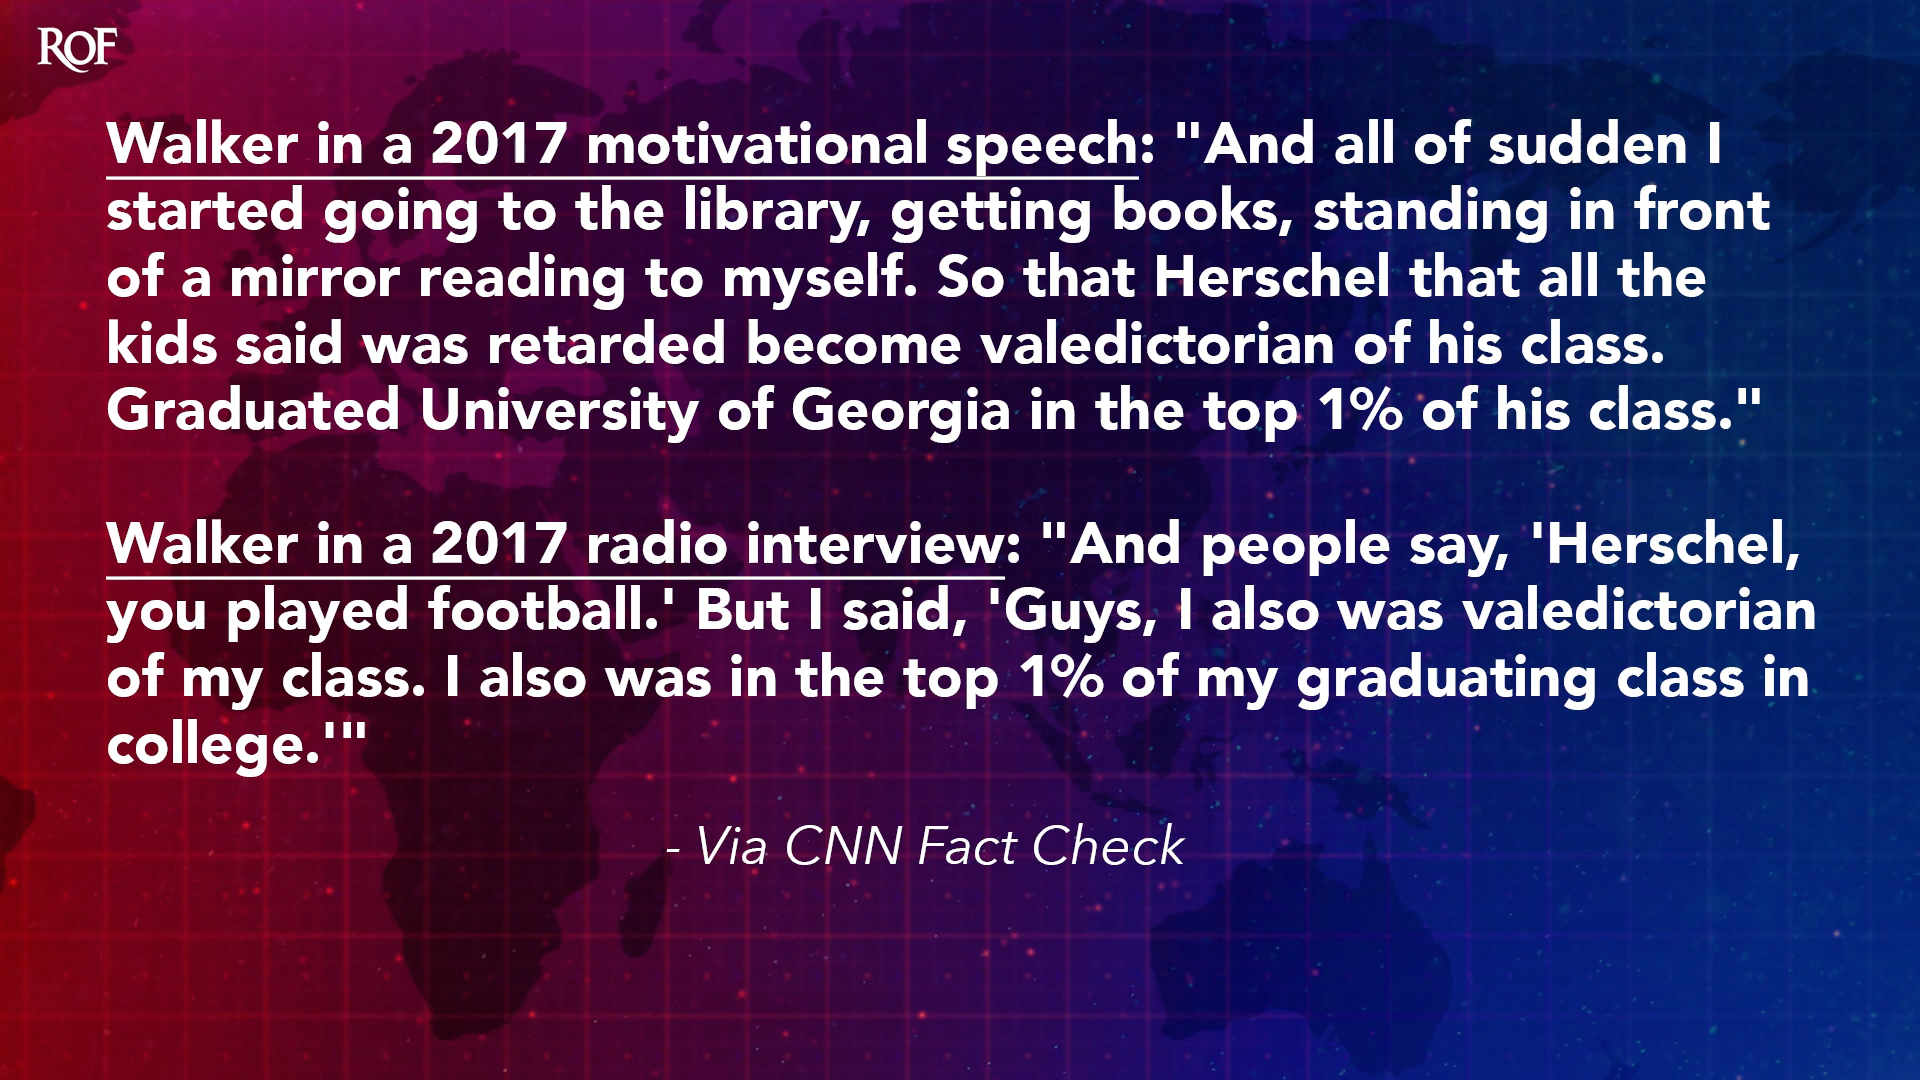 ROF
Walker in a 2017 motivational speech: "And all of sudden I
started going to the library, getting books, standing in front
of a mirror reading to myself. So that Herschel that all the
kids said was retarded become valedictorian of his class.
Graduated University of Georgia in the top 1% of his class."
Walker in a 2017 radio interview: "And people say, 'Herschel,
you played football.' But I said, 'Guys, I also was valedictorian
of my class. I also was in the top 1% of my graduating class in
college.'"
- Via CNN Fact Check